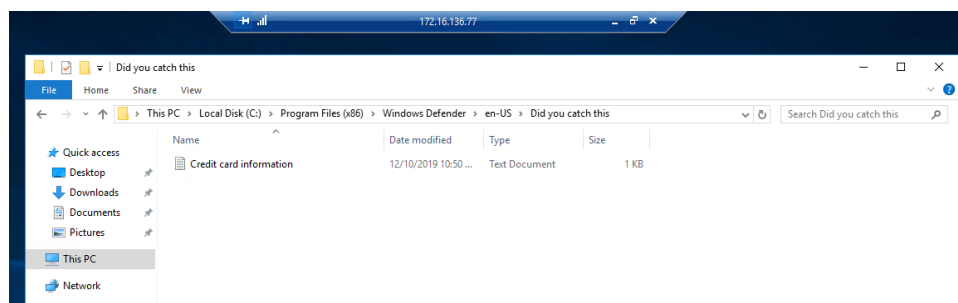 172.16.136.77
Did you catch this
File Home Share View
This PC > Local Disk (C:) > Program Files (x86) > Windows Defender > en-US > Did you catch this
Search Did you catch this
Name Date modified Type Size
Quick access
Credit card information 12/10/2019 10:50 ... Text Document 1 KB
Desktop
Downloads
Documents
Pictures
This PC
Network